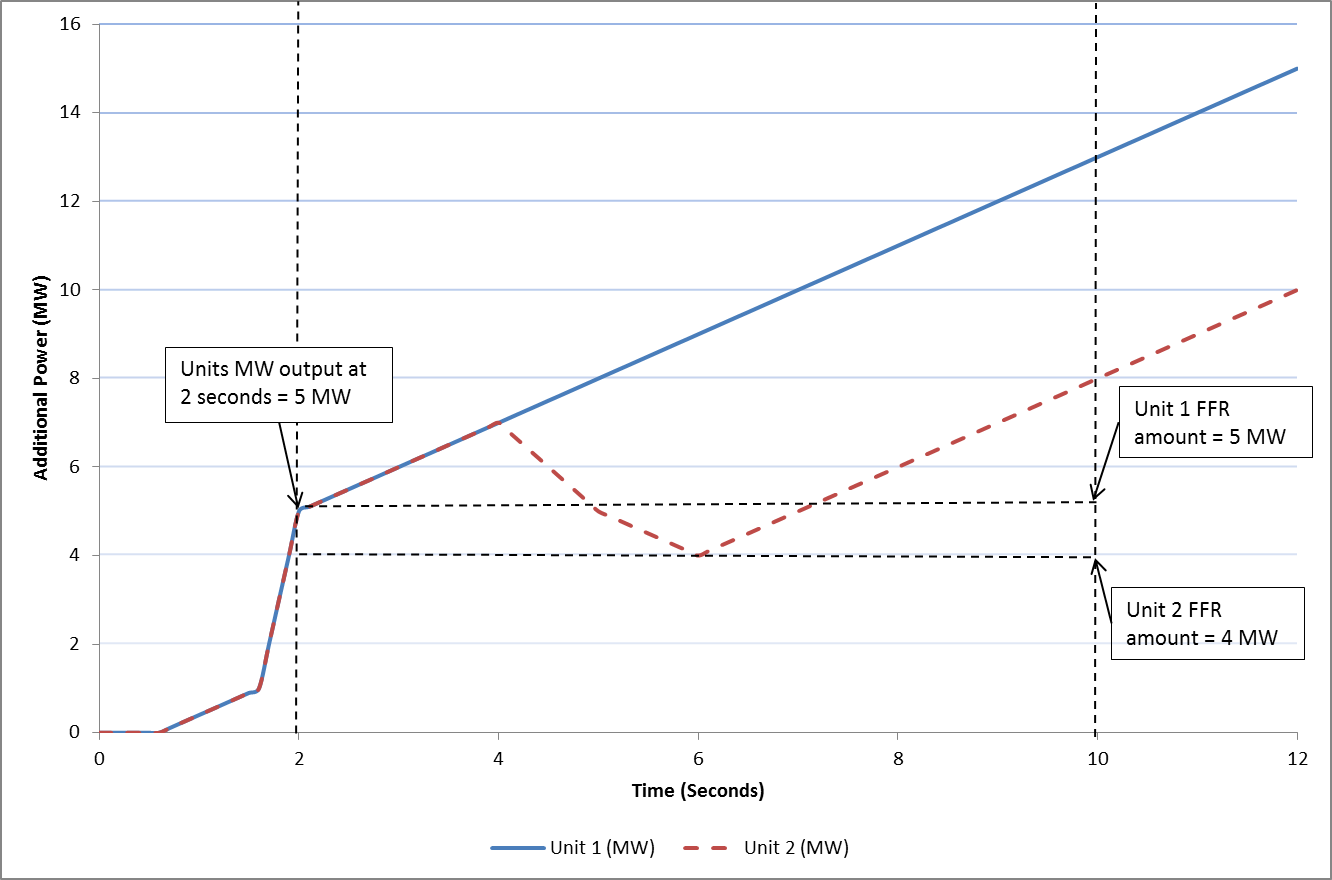 16
14
12
10
8
6
4
2
0
Additional Power (MW)
Units MW output at
2 seconds = 5 MW
Unit 1 FFR
amount = 5 MW
Unit 2 FFR
amount = 4 MW
0 2 4 6 8 10 12
Time (Seconds)
Unit 1 (MW) Unit 2 (MW)